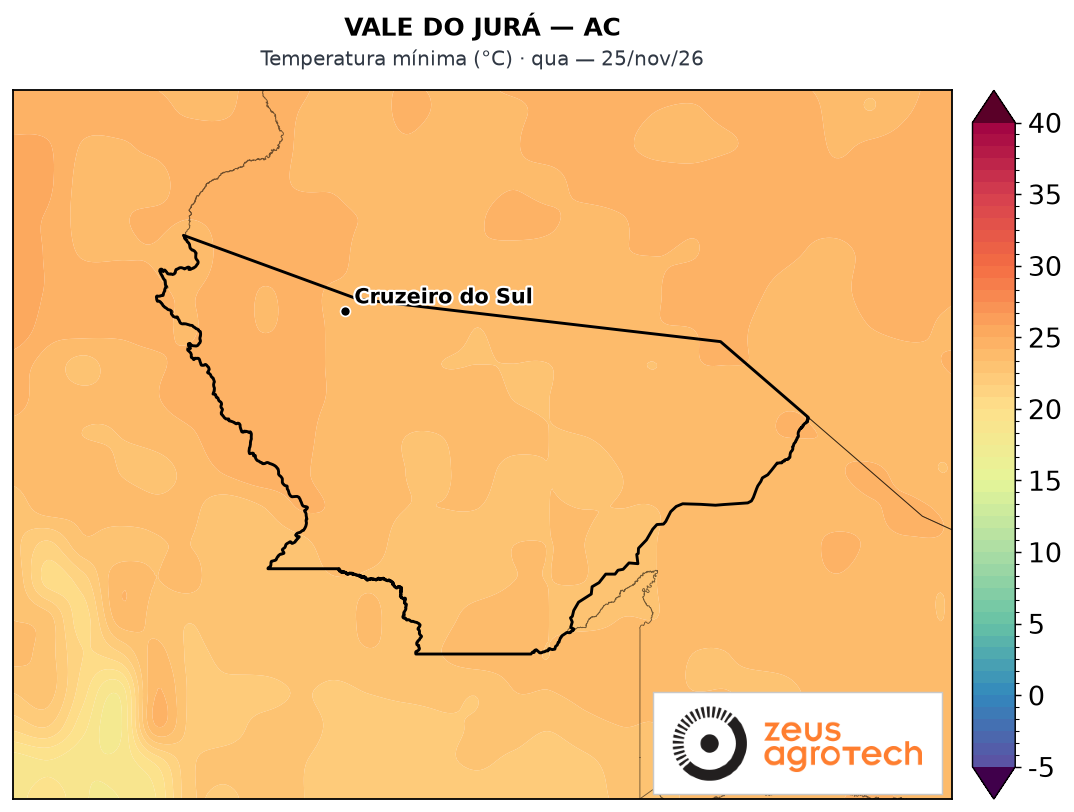 VALE DO JURÁ — AC
Temperatura mínima (°C) · qua — 25/nov/26
Cruzeiro do Sul
40
35
30
25
20
15
10
5
0
-5
zeus
agrotech